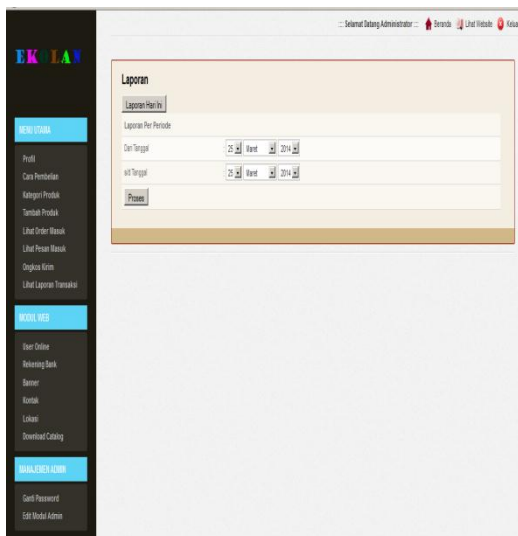 ::: Selamat Datang Administrator ::: Beranda Lihat Website Kelua
EKOLAN
Laporan
Laporan Hari Ini
Laporan Per Periode
Dari Tanggal : 25 Maret 2014
s/d Tanggal : 25 Maret 2014
Proses
MENU UTAMA
Profil
Cara Pembelian
Kategori Produk
Tambah Produk
Lihat Order Masuk
Lihat Pesan Masuk
Ongkos Kirim
Lihat Laporan Transaksi
MODUL WEB
User Online
Rekening Bank
Banner
Kontak
Lokasi
Download Catalog
MANAJEMEN ADMIN
Ganti Password
Edit Modul Admin